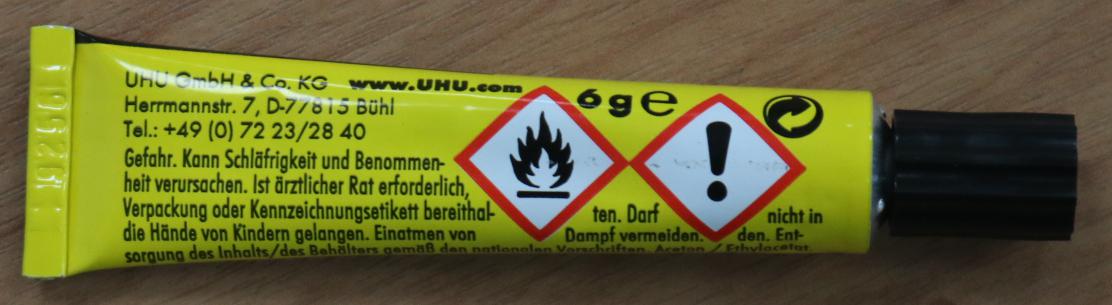 UHU GmbH & Co. KG www.UHU.com
6g℮
Herrmannstr. 7, D-77815 Bühl
Tel.: +49 (0) 72 23/28 40
Gefahr. Kann Schläfrigkeit und Benommen-
heit verursachen. Ist ärztlicher Rat erforderlich,
Verpackung oder Kennzeichnungsetikett bereithal- ten. Darf nicht in
die Hände von Kindern gelangen. Einatmen von Dampf vermeiden. den. Ent-
sorgung des Inhalts/des Behälters gemäß den nationalen Vorschriften. Aceton / Ethylacetat.